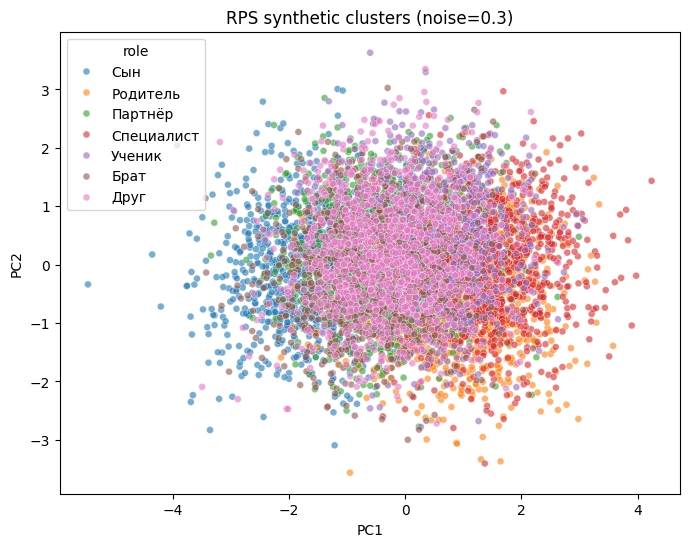 RPS synthetic clusters (noise=0.3)
role
Сын
Родитель
Партнёр
Специалист
Ученик
Брат
Друг
3
2
1
0
−1
−2
−3
PC2
−4
−2
0
2
4
PC1